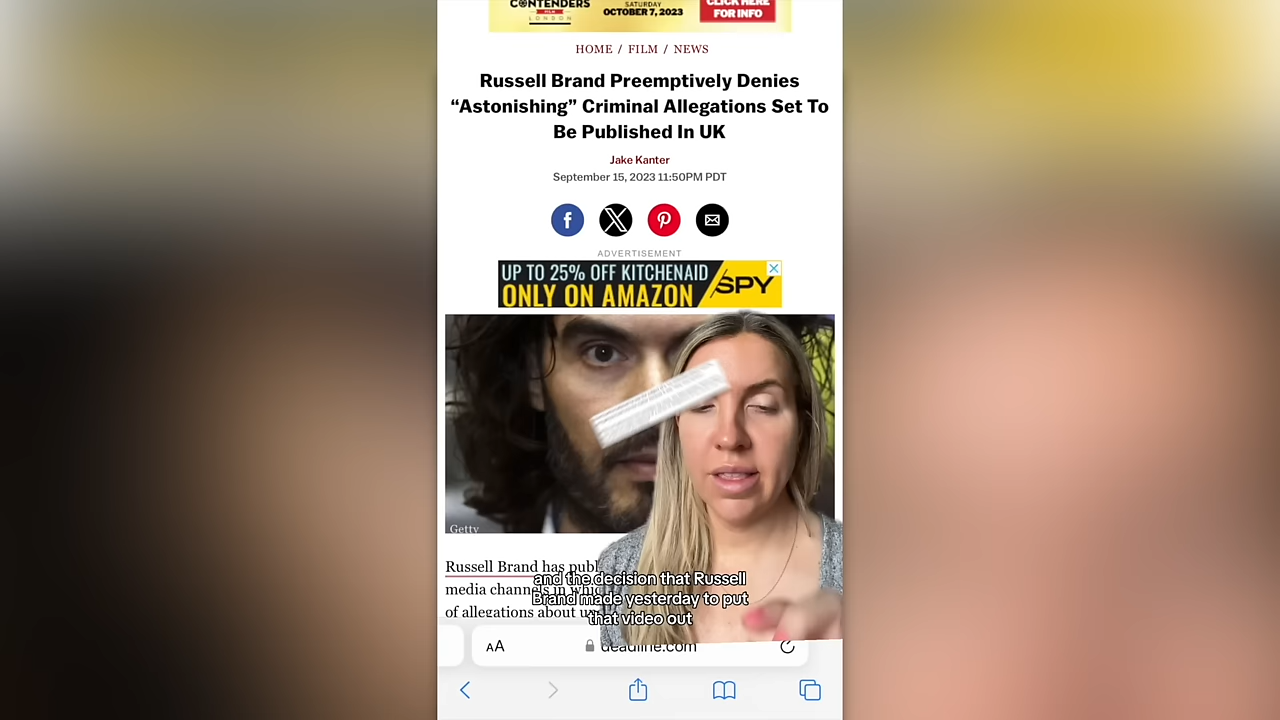 CONTENDERS
FILM
LONDON
SATURDAY
OCTOBER 7, 2023
CLICK HERE
FOR INFO
HOME / FILM / NEWS
Russell Brand Preemptively Denies
“Astonishing” Criminal Allegations Set To
Be Published In UK
Jake Kanter
September 15, 2023 11:50PM PDT
ADVERTISEMENT
UP TO 25% OFF KITCHENAID
ONLY ON AMAZON
SPY
Getty
Russell Brand has publ
media channels in
of allegations about
and the decision that Russell
Brand made yesterday to put
that video out
AA
deadline.com